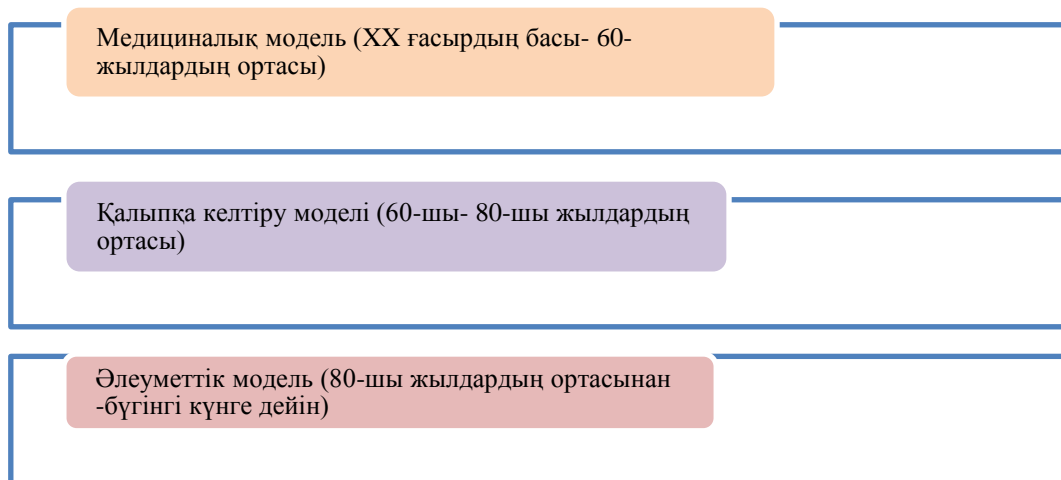 Медициналық модель (XX ғасырдың басы- 60-
жылдардың ортасы)
Қалыпқа келтіру моделі (60-шы- 80-шы жылдардың
ортасы)
Әлеуметтік модель (80-шы жылдардың ортасынан
-бүгінгі күнге дейін)